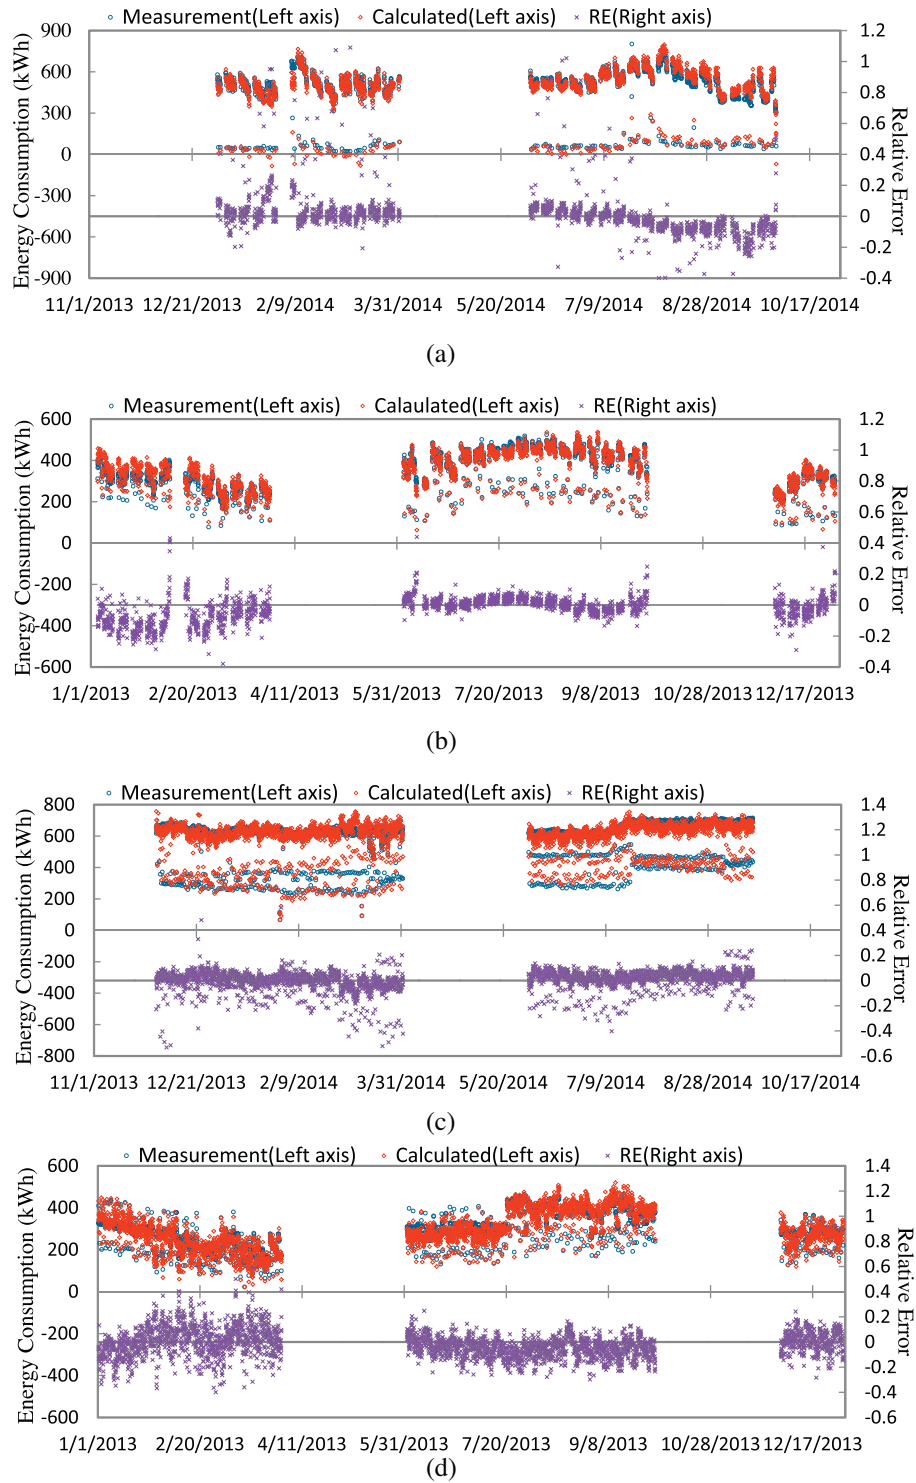 Measurement(Left axis) Calculated(Left axis) RE(Right axis)
900 1.2
600 1
300 0.8
0 0.6
-300 0.4
-600 0.2
-900 0
-0.2
-0.4
Energy Consumption (kWh)
Relative Error
11/1/2013 12/21/2013 2/9/2014 3/31/2014 5/20/2014 7/9/2014 8/28/2014 10/17/2014
(a)
Measurement(Left axis) Calaulated(Left axis) RE(Right axis)
600 1.2
400 1
200 0.8
0 0.6
-200 0.4
-400 0.2
-600 0
-0.2
-0.4
Energy Consumption (kWh)
Relative Error
1/1/2013 2/20/2013 4/11/2013 5/31/2013 7/20/2013 9/8/2013 10/28/2013 12/17/2013
(b)
Measurement(Left axis) Calculated(Left axis) RE(Right axis)
800 1.4
600 1.2
400 1
200 0.8
0 0.6
-200 0.4
-400 0.2
-600 0
-800 -0.2
-0.4
-0.6
Energy Consumption (kWh)
Relative Error
11/1/2013 12/21/2013 2/9/2014 3/31/2014 5/20/2014 7/9/2014 8/28/2014 10/17/2014
(c)
Measurement(Left axis) Calculated(Left axis) RE(Right axis)
600 1.4
400 1.2
200 1
0 0.8
-200 0.6
-400 0.4
-600 0.2
0
-0.2
-0.4
-0.6
Energy Consumption (kWh)
Relative Error
1/1/2013 2/20/2013 4/11/2013 5/31/2013 7/20/2013 9/8/2013 10/28/2013 12/17/2013
(d)